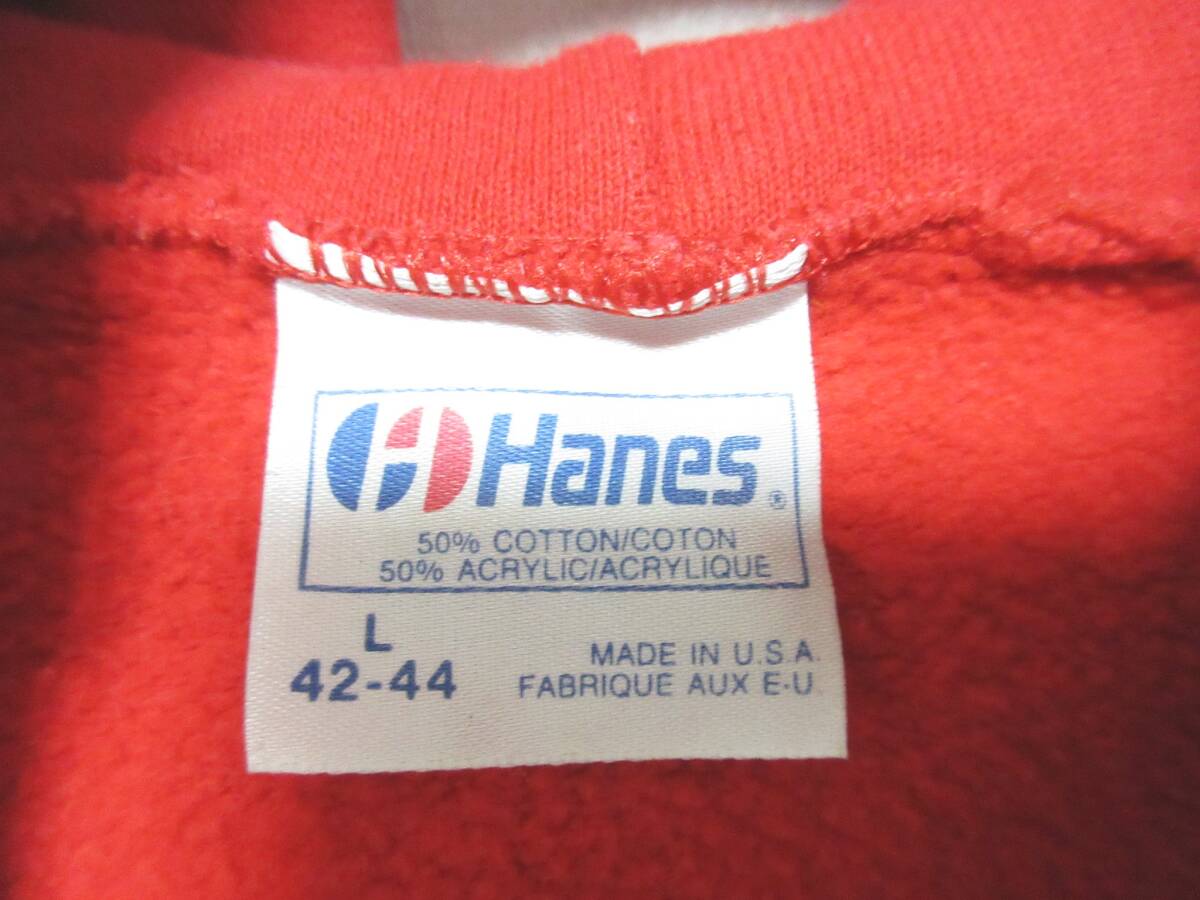 Hanes®
50% COTTON/COTON
50% ACRYLIC/ACRYLIQUE
L
42-44
MADE IN U.S.A.
FABRIQUE AUX E·U